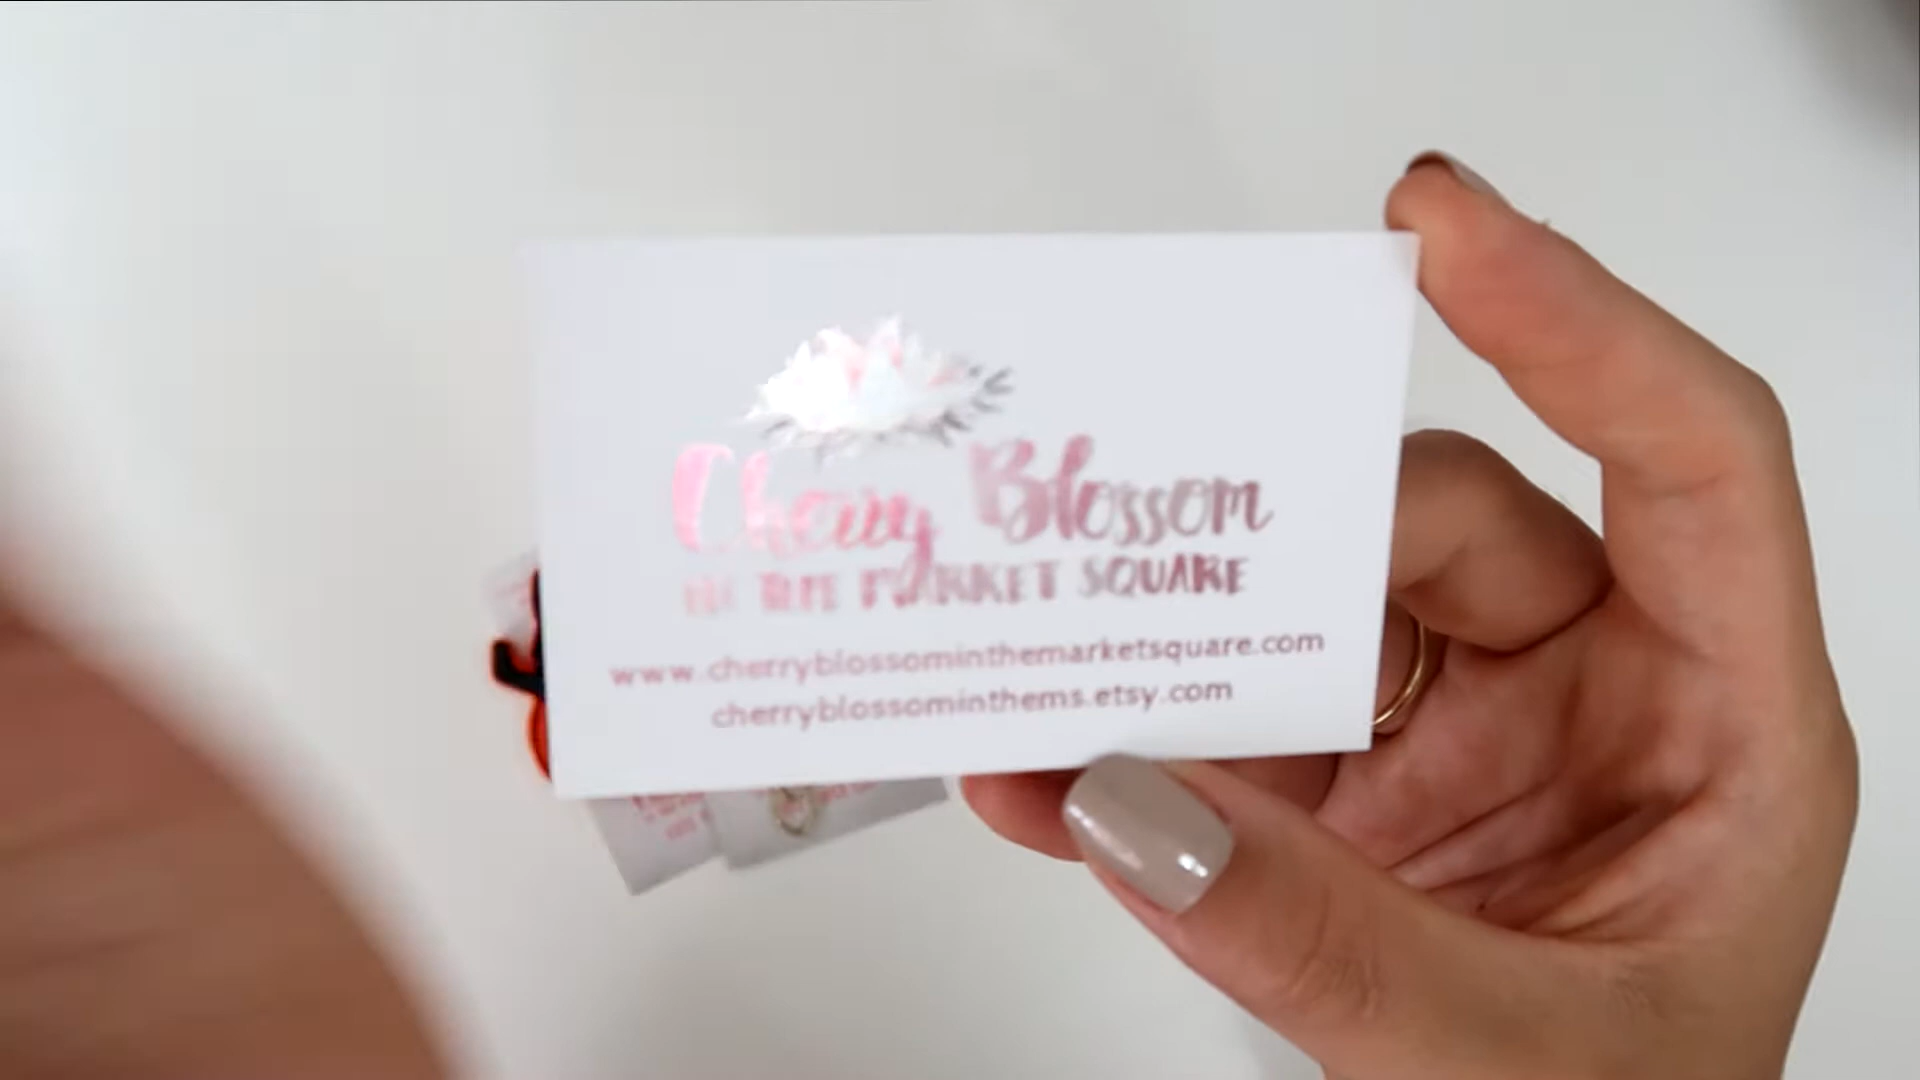 Cherry Blossom
IN THE MARKET SQUARE
www.cherryblossominthemarketsquare.com
cherryblossominthems.etsy.com